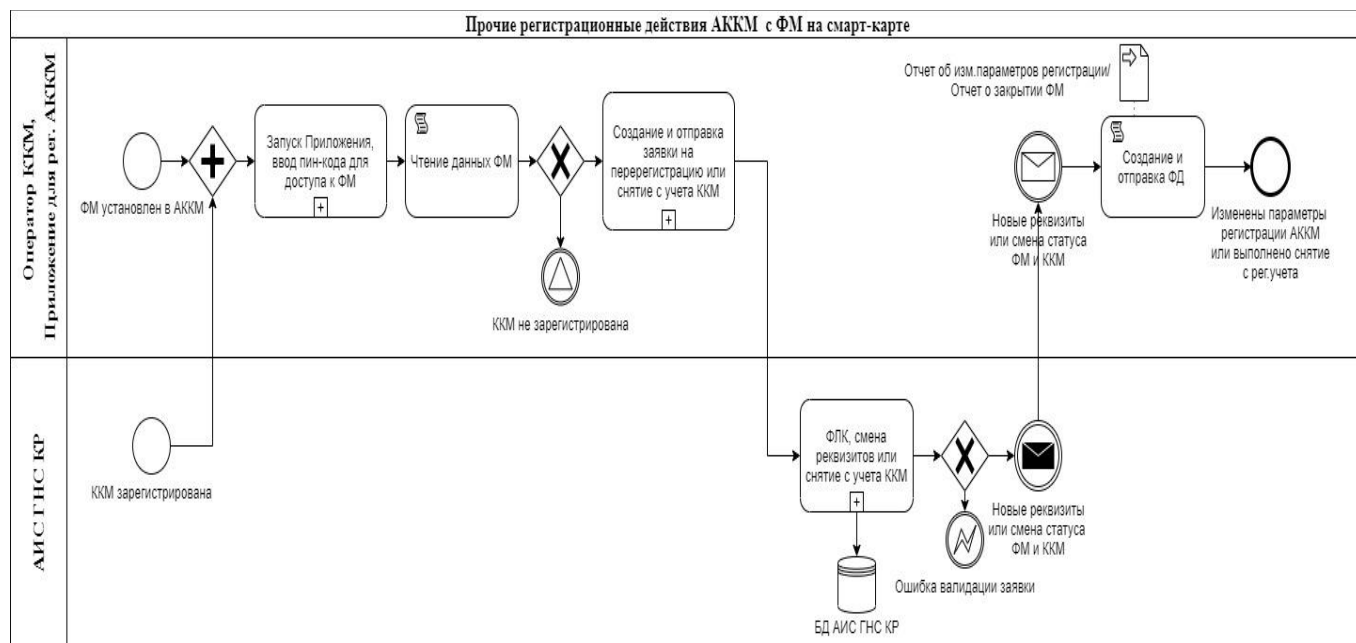 Прочие регистрационные действия АККМ с ФМ на смарт-карте
Оператор ККМ,
Приложение для рег. АККМ
ФМ установлен в АККМ
Запуск Приложения,
ввод пин-кода для
доступа к ФМ
Чтение данных ФМ
ККМ не зарегистрирована
Создание и отправка
заявки на
перерегистрацию или
снятие с учета ККМ
Отчет об изм.параметров регистрации/
Отчет о закрытии ФМ
Новые реквизиты
или смена статуса
ФМ и ККМ
Создание и
отправка ФД
Изменены параметры
регистрации АККМ
или выполнено снятие
с рег.учета
АИС ГНС КР
ККМ зарегистрирована
ФЛК, смена
реквизитов или
снятие с учета ККМ
БД АИС ГНС КР
Ошибка валидации заявки
Новые реквизиты
или смена статуса
ФМ и ККМ